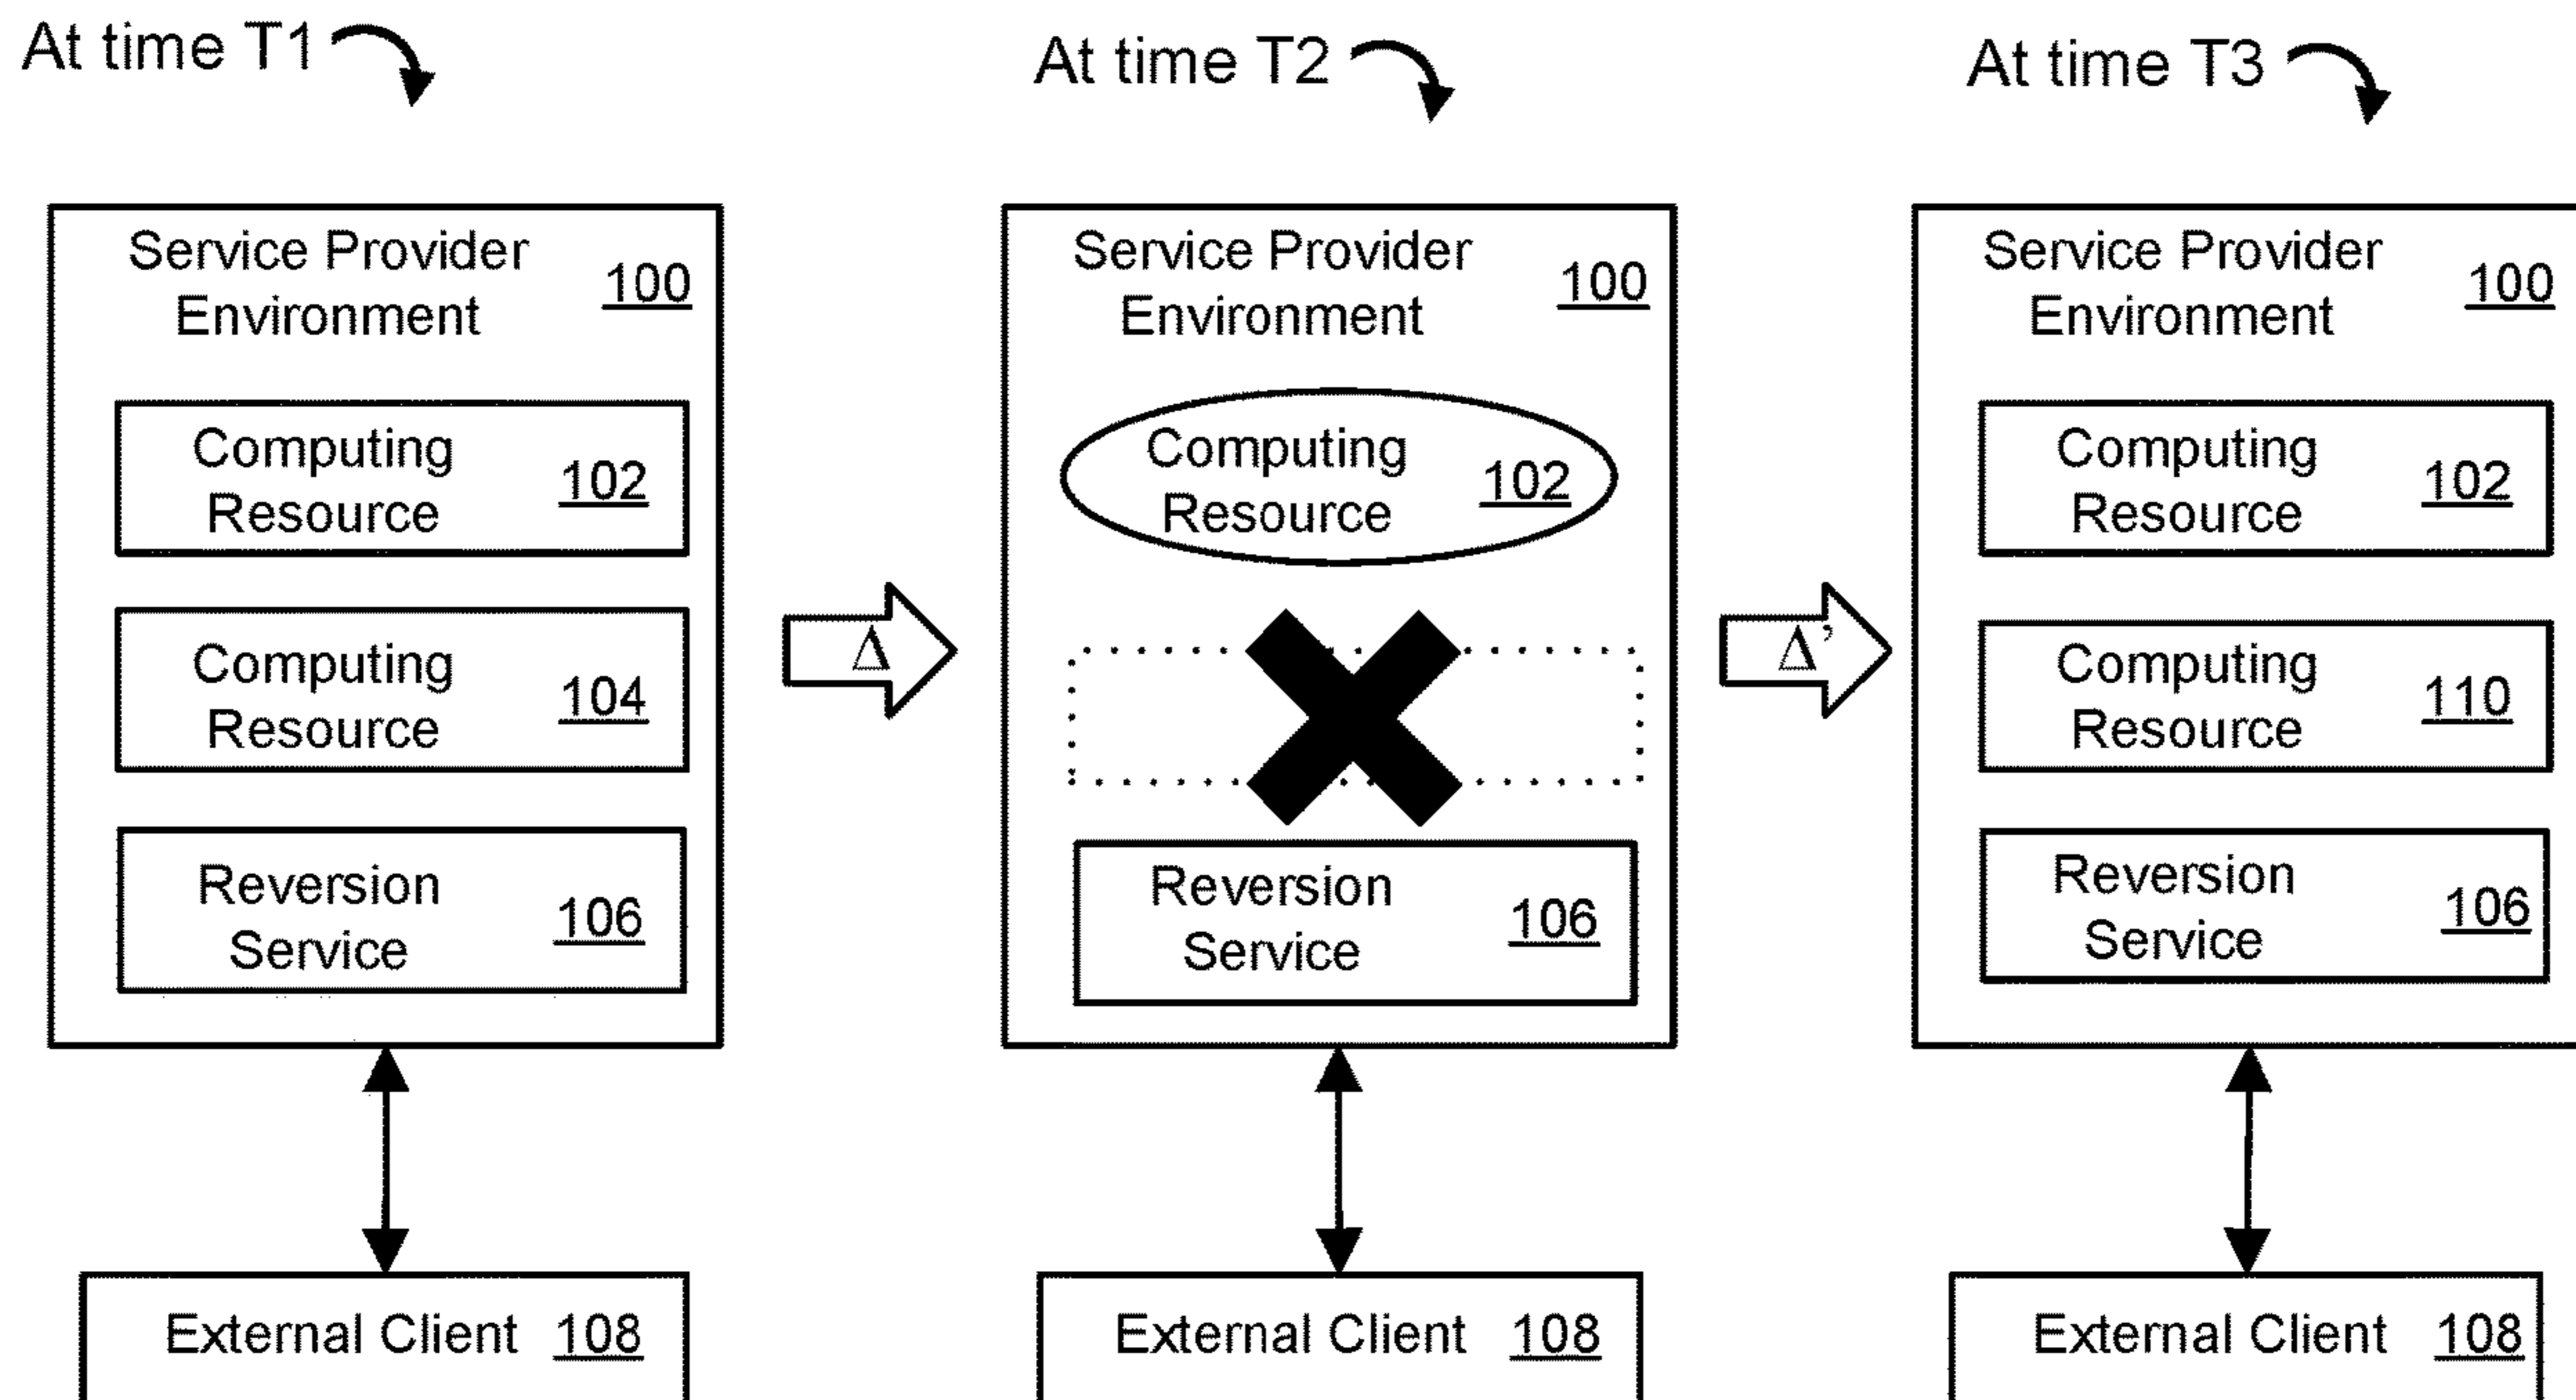 At time T1
Service Provider
Environment
100
Computing
Resource
102
Computing
Resource
104
Reversion
Service
106
External Client 108
Δ
At time T2
Service Provider
Environment
100
Computing
Resource
102
Reversion
Service
106
External Client 108
Δ’
At time T3
Service Provider
Environment
100
Computing
Resource
102
Computing
Resource
110
Reversion
Service
106
External Client 108